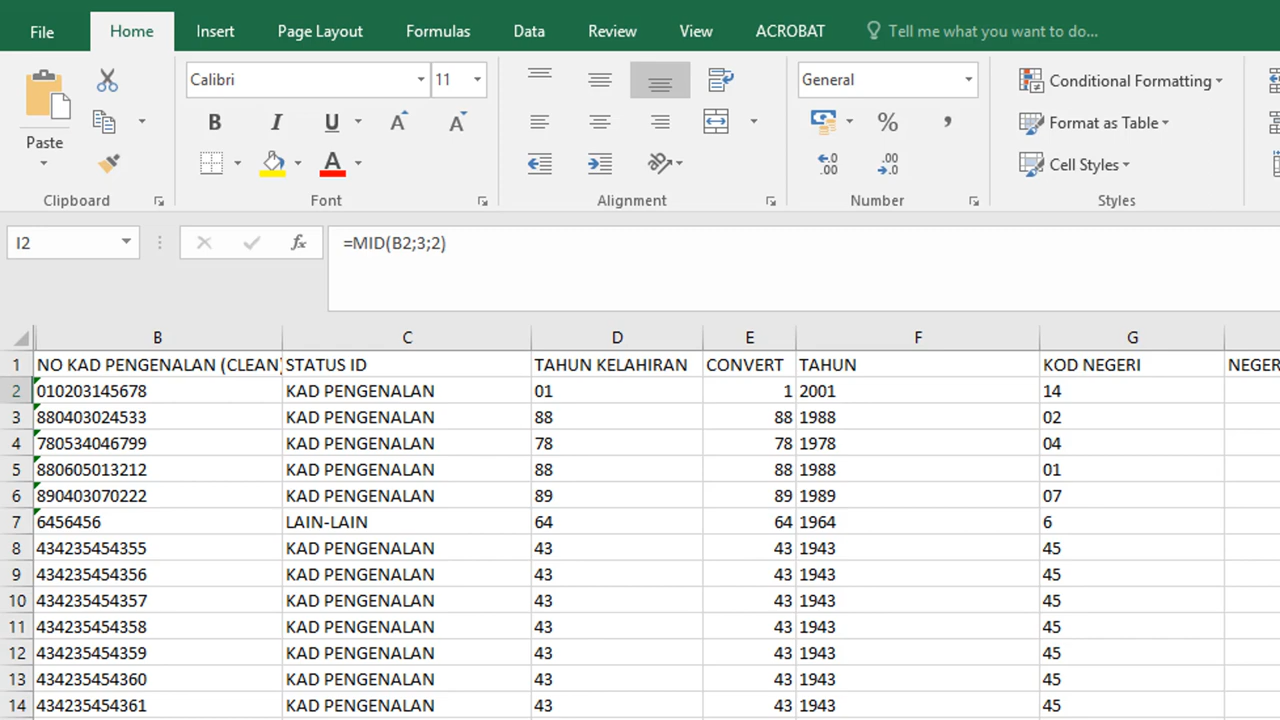 File Home Insert Page Layout Formulas Data Review View ACROBAT Tell me what you want to do...
Calibri 11 General Conditional Formatting
Paste B I U A A % , Format as Table
A ←.0 .00 .00 →.0 Cell Styles
Clipboard Font Alignment Number Styles
I2 fx =MID(B2;3;2)
B C D E F G
1 NO KAD PENGENALAN (CLEAN) STATUS ID TAHUN KELAHIRAN CONVERT TAHUN KOD NEGERI NEGER
2 010203145678 KAD PENGENALAN 01 1 2001 14
3 880403024533 KAD PENGENALAN 88 88 1988 02
4 780534046799 KAD PENGENALAN 78 78 1978 04
5 880605013212 KAD PENGENALAN 88 88 1988 01
6 890403070222 KAD PENGENALAN 89 89 1989 07
7 6456456 LAIN-LAIN 64 64 1964 6
8 434235454355 KAD PENGENALAN 43 43 1943 45
9 434235454356 KAD PENGENALAN 43 43 1943 45
10 434235454357 KAD PENGENALAN 43 43 1943 45
11 434235454358 KAD PENGENALAN 43 43 1943 45
12 434235454359 KAD PENGENALAN 43 43 1943 45
13 434235454360 KAD PENGENALAN 43 43 1943 45
14 434235454361 KAD PENGENALAN 43 43 1943 45